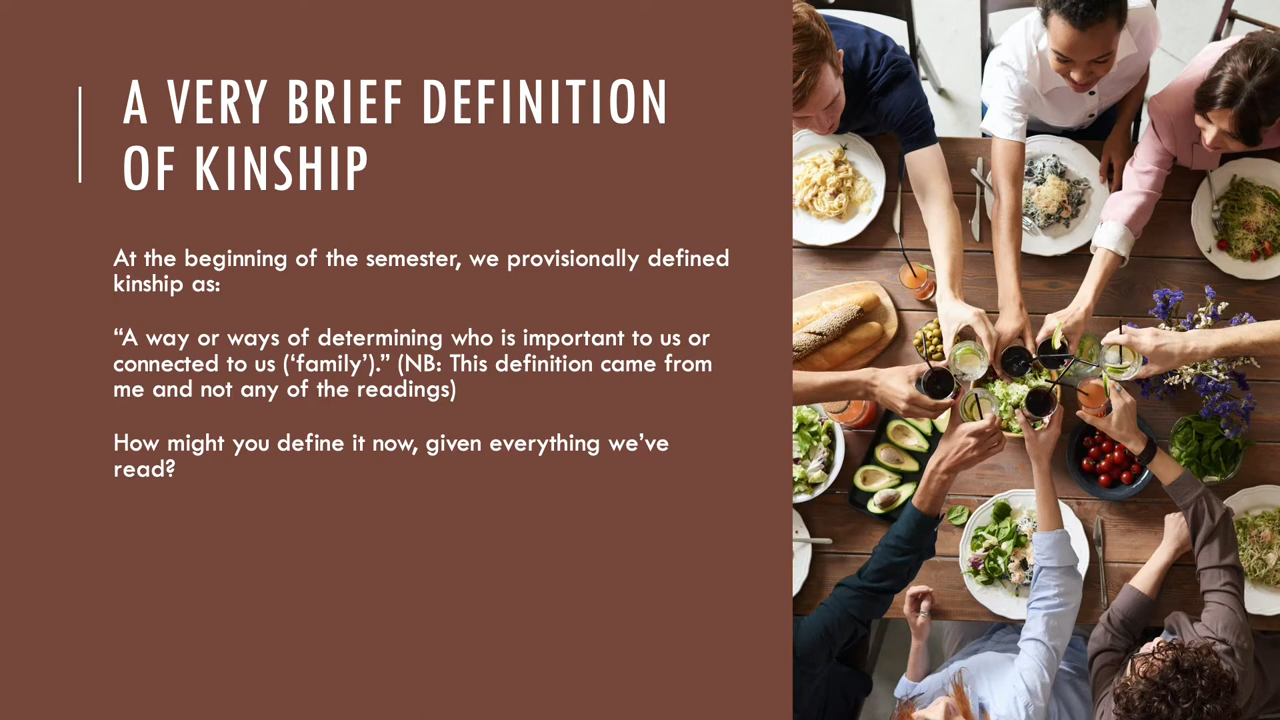 A VERY BRIEF DEFINITION
OF KINSHIP
At the beginning of the semester, we provisionally defined
kinship as:
“A way or ways of determining who is important to us or
connected to us (‘family’).” (NB: This definition came from
me and not any of the readings)
How might you define it now, given everything we’ve
read?